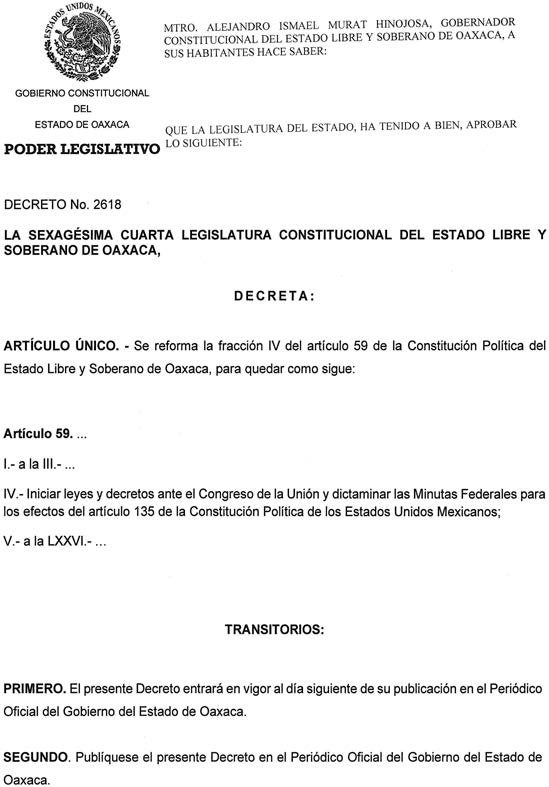 ESTADOS UNIDOS MEXICANOS
MTRO. ALEJANDRO ISMAEL MURAT HINOJOSA, GOBERNADOR
CONSTITUCIONAL DEL ESTADO LIBRE Y SOBERANO DE OAXACA, A
SUS HABITANTES HACE SABER:
GOBIERNO CONSTITUCIONAL
DEL
ESTADO DE OAXACA
PODER LEGISLATIVO
QUE LA LEGISLATURA DEL ESTADO, HA TENIDO A BIEN, APROBAR
LO SIGUIENTE:
DECRETO No. 2618
LA SEXAGÉSIMA CUARTA LEGISLATURA CONSTITUCIONAL DEL ESTADO LIBRE Y
SOBERANO DE OAXACA,
DECRETA:
ARTÍCULO ÚNICO. - Se reforma la fracción IV del artículo 59 de la Constitución Política del
Estado Libre y Soberano de Oaxaca, para quedar como sigue:
Artículo 59. ...
I.- a la III.- ...
IV.- Iniciar leyes y decretos ante el Congreso de la Unión y dictaminar las Minutas Federales para
los efectos del artículo 135 de la Constitución Política de los Estados Unidos Mexicanos;
V.- a la LXXVI.- ...
TRANSITORIOS:
PRIMERO. El presente Decreto entrará en vigor al día siguiente de su publicación en el Periódico
Oficial del Gobierno del Estado de Oaxaca.
SEGUNDO. Publíquese el presente Decreto en el Periódico Oficial del Gobierno del Estado de
Oaxaca.